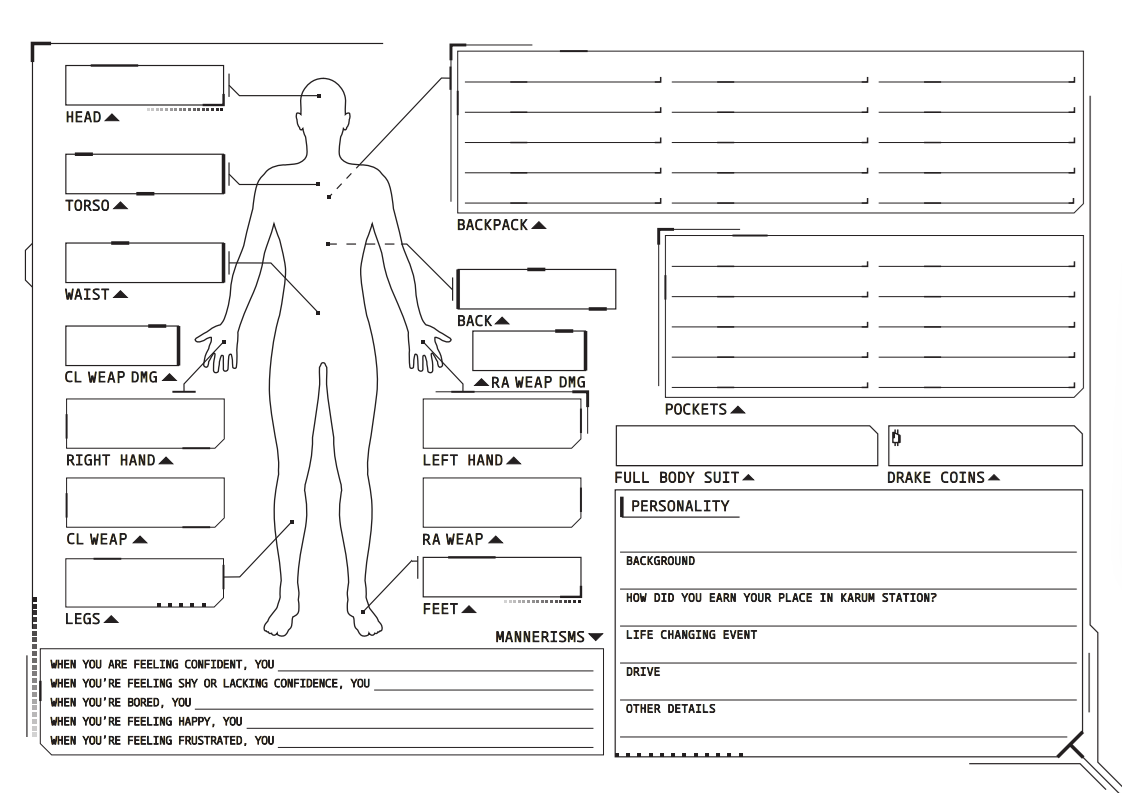 HEAD
TORSO
WAIST
CL WEAP DMG
RIGHT HAND
CL WEAP
LEGS
BACKPACK
BACK
RA WEAP DMG
LEFT HAND
RA WEAP
FEET
POCKETS
FULL BODY SUIT
DRAKE COINS
MANNERISMS
WHEN YOU ARE FEELING CONFIDENT, YOU
WHEN YOU'RE FEELING SHY OR LACKING CONFIDENCE, YOU
WHEN YOU'RE BORED, YOU
WHEN YOU'RE FEELING HAPPY, YOU
WHEN YOU'RE FEELING FRUSTRATED, YOU
PERSONALITY
BACKGROUND
HOW DID YOU EARN YOUR PLACE IN KARUM STATION?
LIFE CHANGING EVENT
DRIVE
OTHER DETAILS